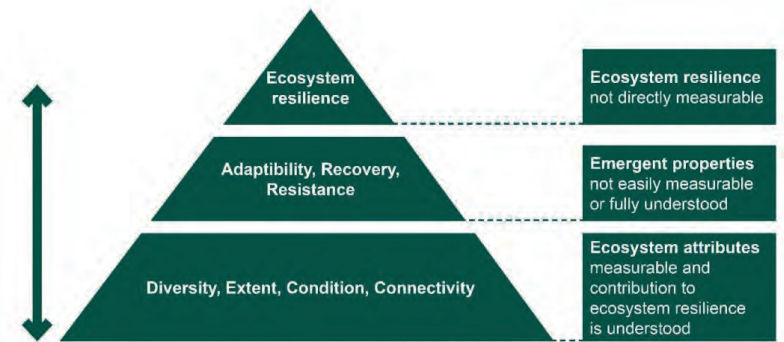 Ecosystem
resilience
Ecosystem resilience
not directly measurable
Adaptibility, Recovery,
Resistance
Emergent properties
not easily measurable
or fully understood
Diversity, Extent, Condition, Connectivity
Ecosystem attributes
measurable and
contribution to
ecosystem resilience
is understood